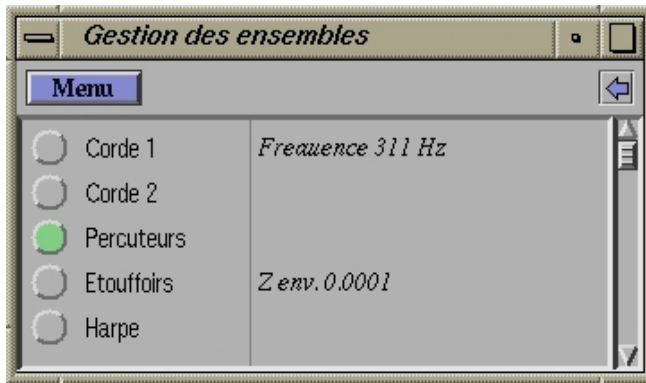 Gestion des ensembles
Menu
Corde 1 Freauence 311 Hz
Corde 2
Percuteurs
Etouffoirs Z env. 0.0001
Harpe